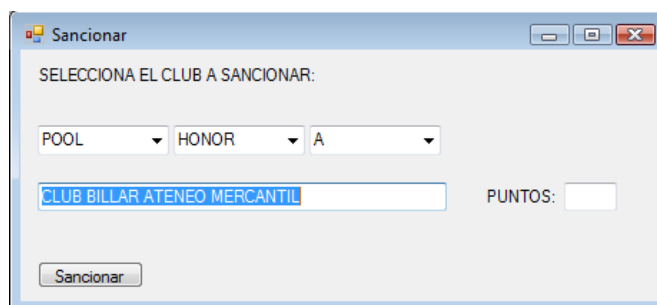 Sancionar
SELECCIONA EL CLUB A SANCIONAR:
POOL HONOR A
CLUB BILLAR ATENEO MERCANTIL PUNTOS:
Sancionar